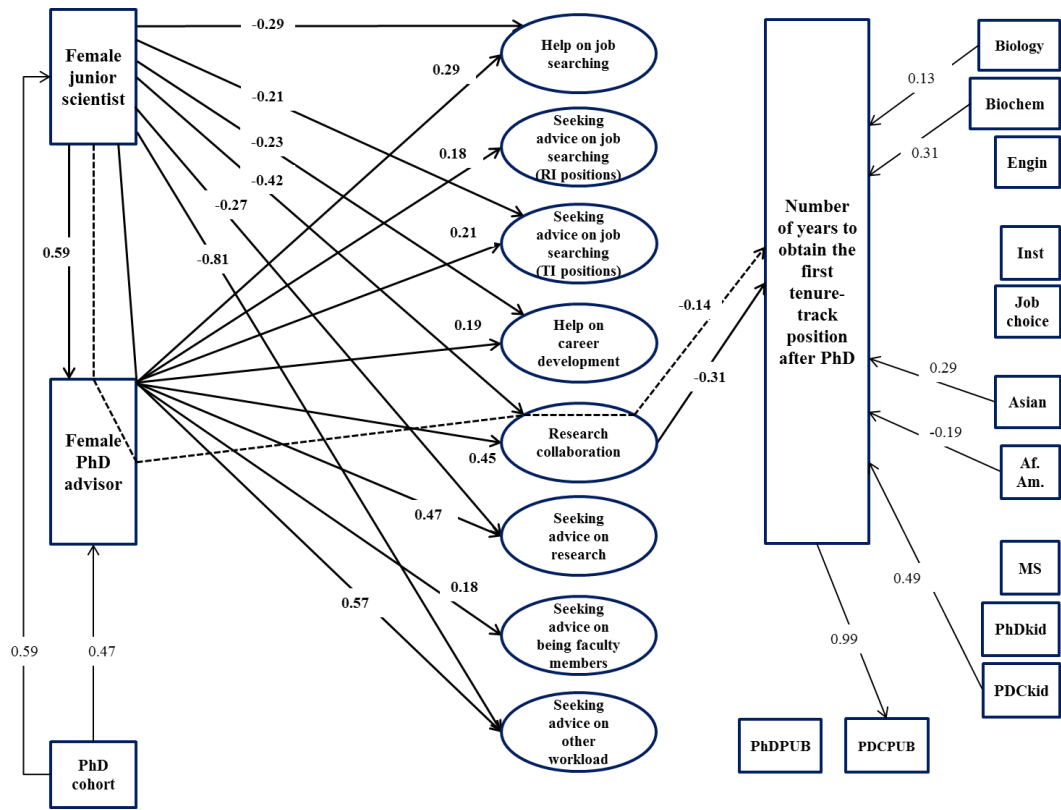 Female
junior
scientist
Female
PhD
advisor
PhD
cohort
0.59
0.59
0.47
-0.29
-0.21
-0.23
-0.42
-0.27
-0.81
0.29
0.18
0.21
0.19
0.45
0.47
0.18
0.57
Help on job
searching
Seeking
advice on job
searching
(RI positions)
Seeking
advice on job
searching
(TI positions)
Help on
career
development
Research
collaboration
Seeking
advice on
research
Seeking
advice on
being faculty
members
Seeking
advice on
other
workload
-0.14
-0.31
Number
of years to
obtain the
first
tenure-
track
position
after PhD
0.13
0.31
0.29
-0.19
0.49
0.99
Biology
Biochem
Engin
Inst
Job
choice
Asian
Af.
Am.
MS
PhDkid
PDCkid
PhDPUB
PDCPUB